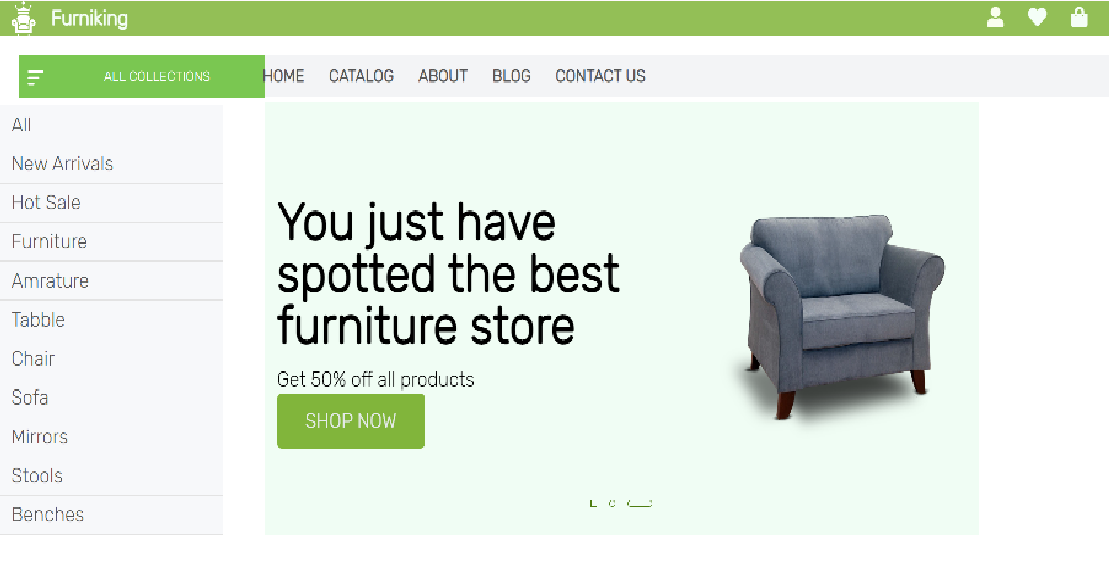 Furniking
ALL COLLECTIONS
HOME CATALOG ABOUT BLOG CONTACT US
All
New Arrivals
Hot Sale
Furniture
Amrature
Tabble
Chair
Sofa
Mirrors
Stools
Benches
You just have
spotted the best
furniture store
Get 50% off all products
SHOP NOW